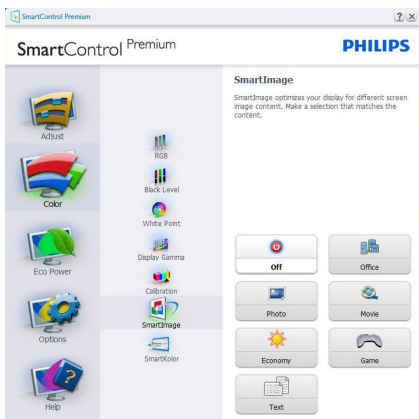 SmartControl Premium
SmartControl Premium
PHILIPS
Adjust
Color
Eco Power
Options
Help
RGB
Black Level
White Point
Display Gamma
Calibration
SmartImage
SmartKolor
SmartImage
SmartImage optimizes your display for different screen
image content. Make a selection that matches the
content.
Off
Office
Photo
Movie
Economy
Game
Text